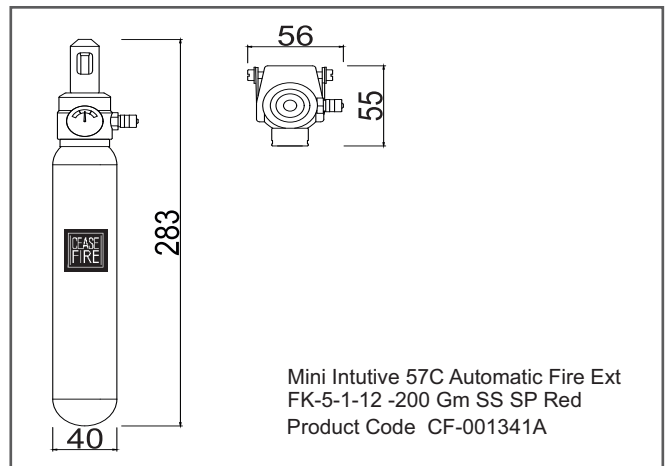 56
55
283
CEASE
FIRE
40
Mini Intutive 57C Automatic Fire Ext
FK-5-1-12 -200 Gm SS SP Red
Product Code CF-001341A